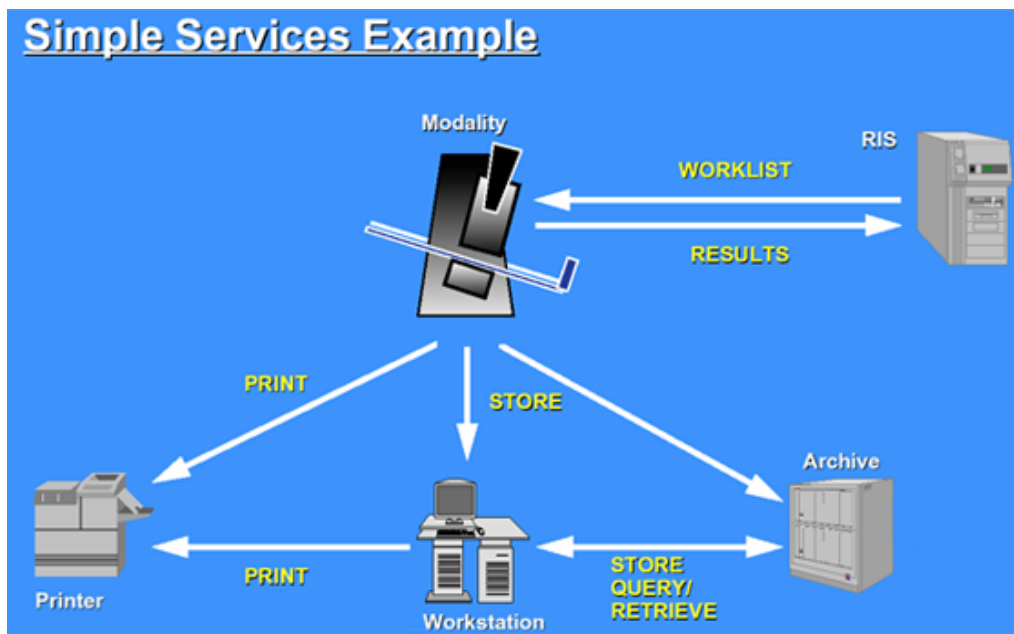 Simple Services Example
Modality
RIS
WORKLIST
RESULTS
PRINT
STORE
Archive
PRINT
STORE
QUERY/
RETRIEVE
Printer
Workstation